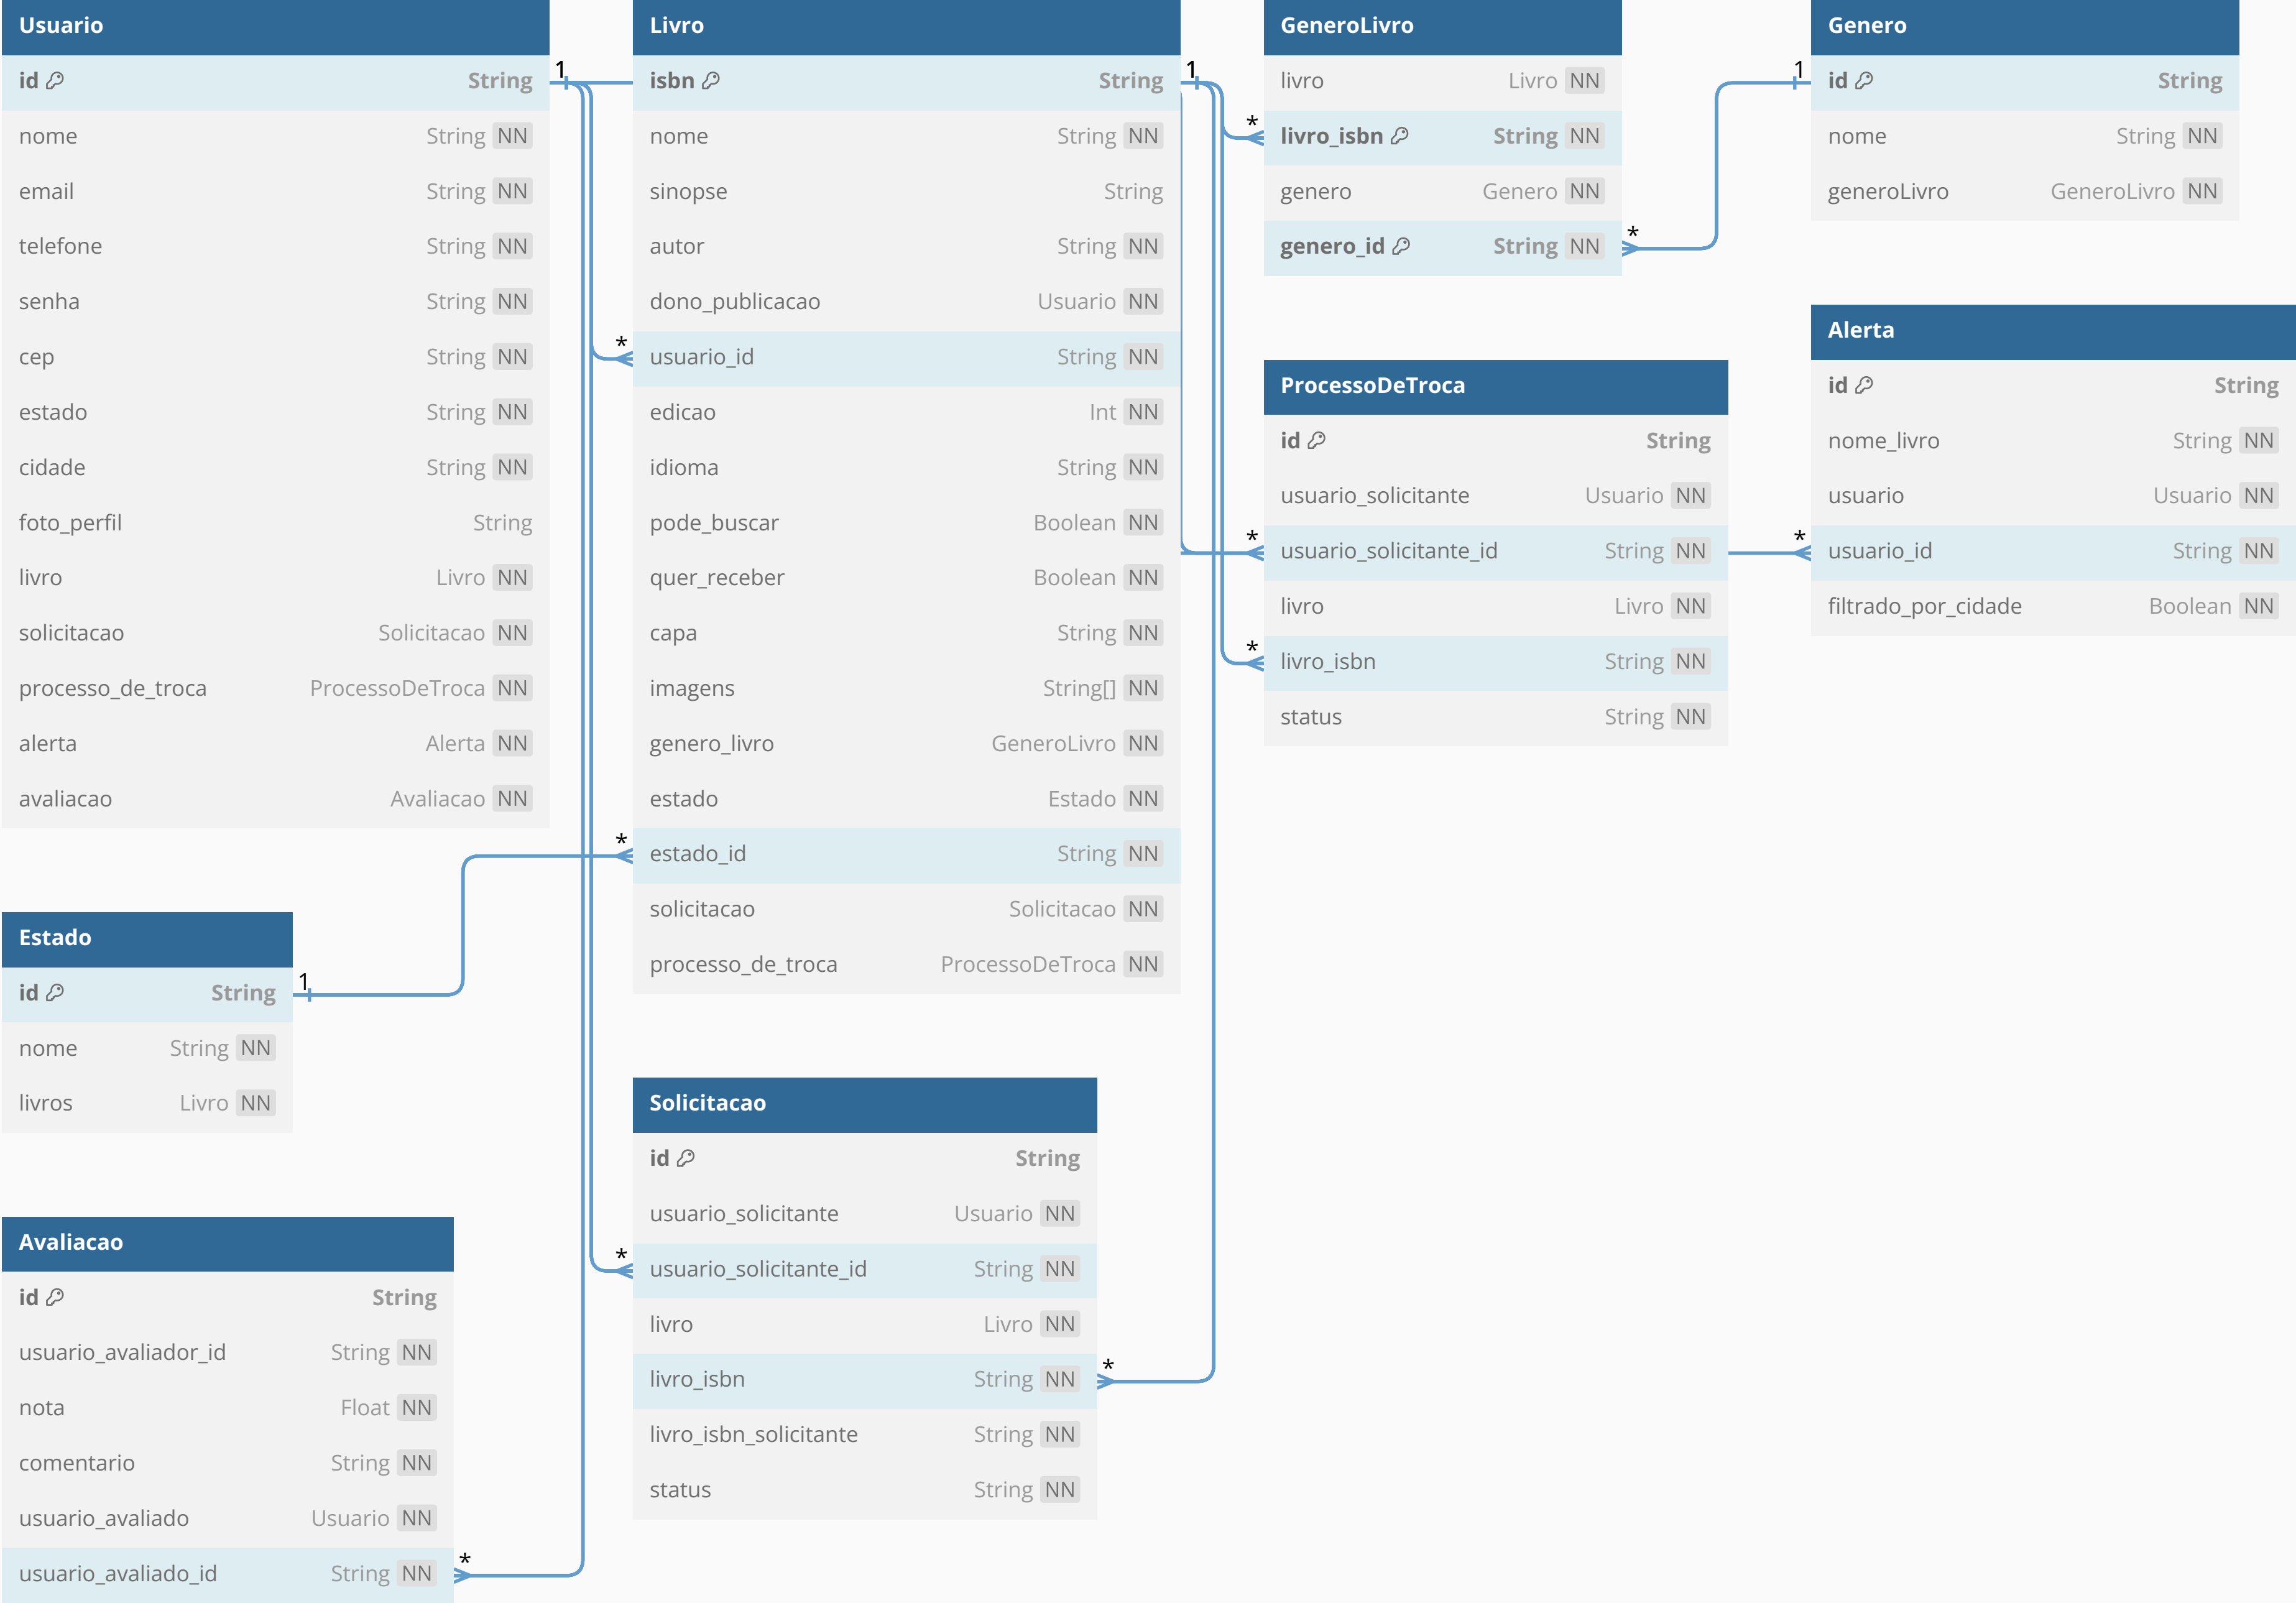 Usuario
id String
nome String NN
email String NN
telefone String NN
senha String NN
cep String NN
estado String NN
cidade String NN
foto_perfil String
livro Livro NN
solicitacao Solicitacao NN
processo_de_troca ProcessoDeTroca NN
alerta Alerta NN
avaliacao Avaliacao NN
1
Livro
isbn String
nome String NN
sinopse String
autor String NN
dono_publicacao Usuario NN
* usuario_id String NN
edicao Int NN
idioma String NN
pode_buscar Boolean NN
quer_receber Boolean NN
capa String NN
imagens String[] NN
genero_livro GeneroLivro NN
estado Estado NN
* estado_id String NN
solicitacao Solicitacao NN
processo_de_troca ProcessoDeTroca NN
1
GeneroLivro
livro Livro NN
* livro_isbn String NN
genero Genero NN
genero_id String NN *
1
Genero
id String
nome String NN
generoLivro GeneroLivro NN
ProcessoDeTroca
id String
usuario_solicitante Usuario NN
* usuario_solicitante_id String NN
livro Livro NN
* livro_isbn String NN
status String NN
Alerta
id String
nome_livro String NN
usuario Usuario NN
* usuario_id String NN
filtrado_por_cidade Boolean NN
Estado
id String 1
nome String NN
livros Livro NN
Solicitacao
id String
usuario_solicitante Usuario NN
* usuario_solicitante_id String NN
livro Livro NN
livro_isbn String NN *
livro_isbn_solicitante String NN
status String NN
Avaliacao
id String
usuario_avaliador_id String NN
nota Float NN
comentario String NN
usuario_avaliado Usuario NN
usuario_avaliado_id String NN *